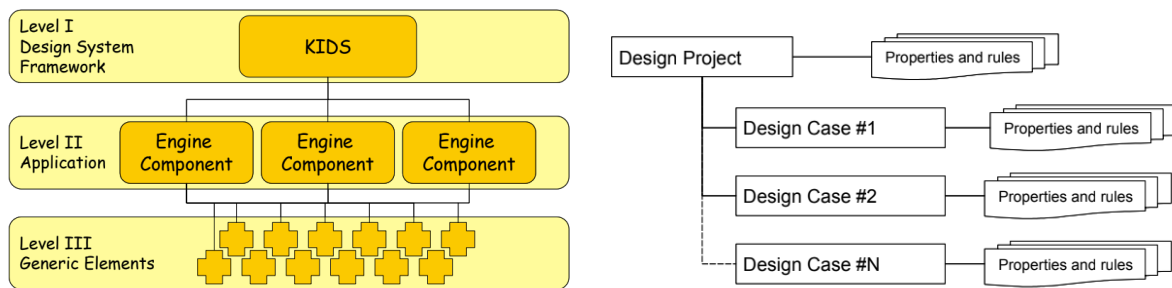 Level I
Design System
Framework
KIDS
Level II
Application
Engine
Component
Engine
Component
Engine
Component
Level III
Generic Elements
Design Project
Properties and rules
Design Case #1
Properties and rules
Design Case #2
Properties and rules
Design Case #N
Properties and rules